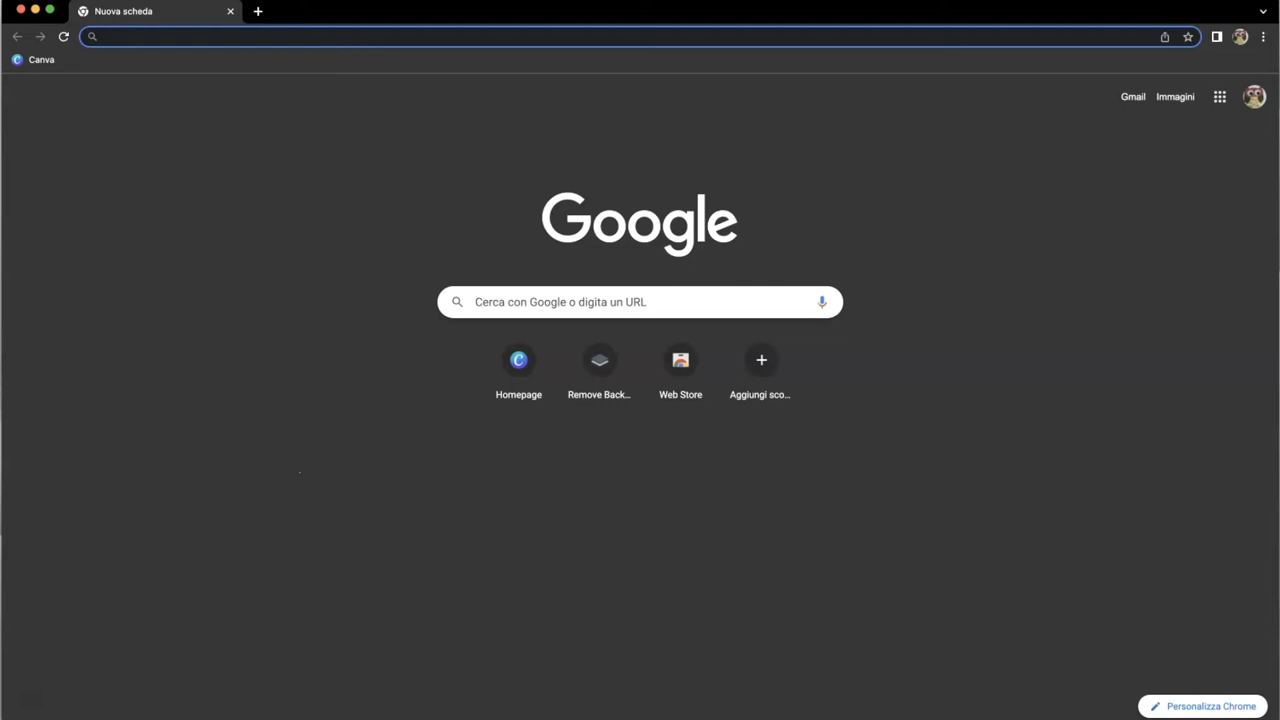 Nuova scheda
Canva
Gmail Immagini
Google
Cerca con Google o digita un URL
Homepage Remove Back... Web Store Aggiungi sco...
Personalizza Chrome